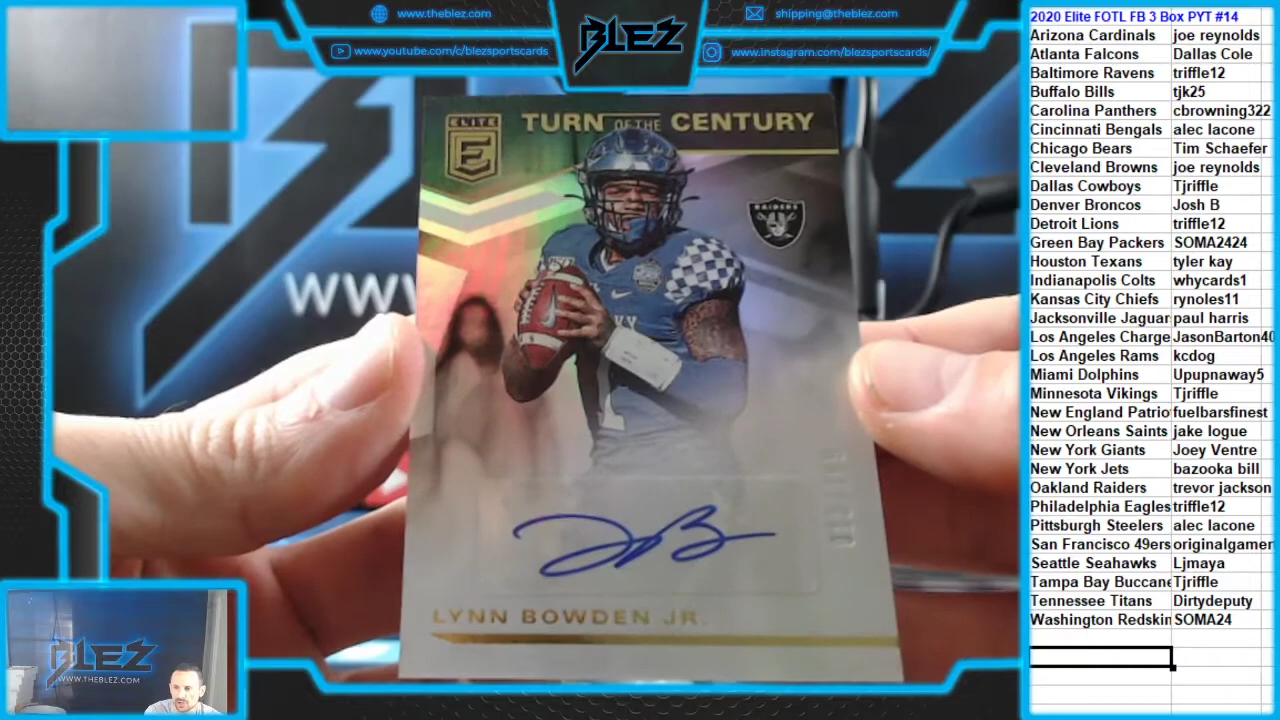 www.theblez.com
www.youtube.com/c/blezsportscards
BLEZ
shipping@theblez.com
www.instagram.com/blezsportscards/
ELITE
E
TURN OF THE CENTURY
RAIDERS
WW
LYNN BOWDEN JR.
BLEZ
WWW.THEBLEZ.COM
2020 Elite FOTL FB 3 Box PYT #14
Arizona Cardinals joe reynolds
Atlanta Falcons Dallas Cole
Baltimore Ravens triffle12
Buffalo Bills tjk25
Carolina Panthers cbrowning322
Cincinnati Bengals alec Iacone
Chicago Bears Tim Schaefer
Cleveland Browns joe reynolds
Dallas Cowboys Tjriffle
Denver Broncos Josh B
Detroit Lions triffle12
Green Bay Packers SOMA2424
Houston Texans tyler kay
Indianapolis Colts whycards1
Kansas City Chiefs rynoles11
Jacksonville Jaguar paul harris
Los Angeles Charge JasonBarton40
Los Angeles Rams kcdog
Miami Dolphins Upupnaway5
Minnesota Vikings Tjriffle
New England Patriot fuelbarsfinest
New Orleans Saints jake logue
New York Giants Joey Ventre
New York Jets bazooka bill
Oakland Raiders trevor jackson
Philadelphia Eagles triffle12
Pittsburgh Steelers alec Iacone
San Francisco 49ers originalgamer
Seattle Seahawks Ljmaya
Tampa Bay Buccane Tjriffle
Tennessee Titans Dirtydeputy
Washington Redskin SOMA24